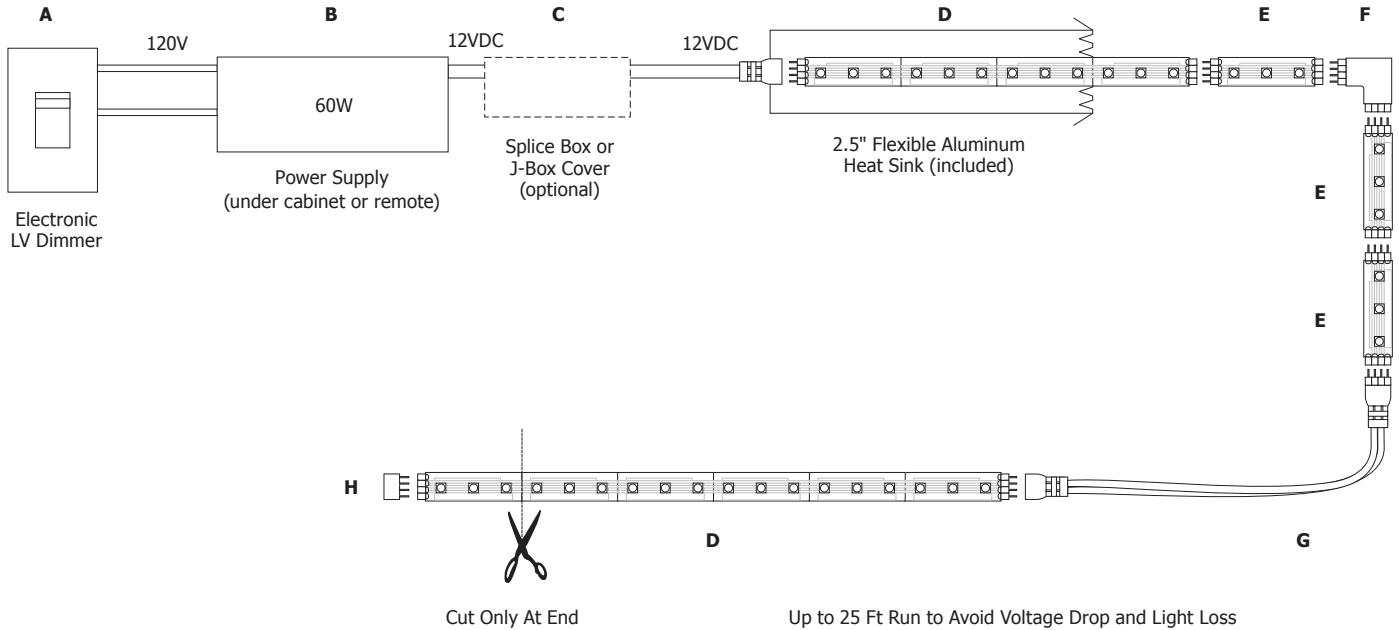 A
B
C
D
E
F
120V
12VDC
12VDC
60W
Electronic
LV Dimmer
Power Supply
(under cabinet or remote)
Splice Box or
J-Box Cover
(optional)
2.5" Flexible Aluminum
Heat Sink (included)
E
E
H
D
G
Cut Only At End
Up to 25 Ft Run to Avoid Voltage Drop and Light Loss